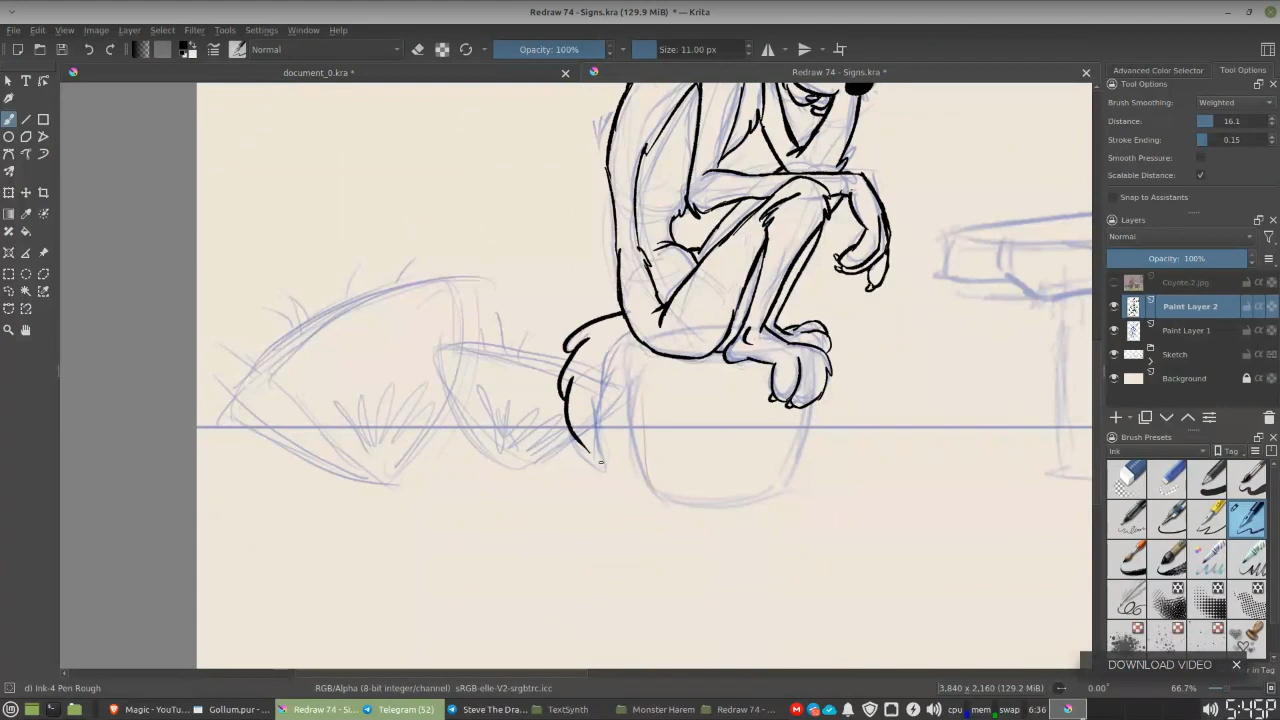 Redraw 74 - Signs.kra (129.9 MiB) * — Krita
File Edit View Image Layer Filter Tools Settings Window Help
Normal Opacity: 100% Size: 11.00 px
document_0.kra * Redraw 74 - Signs.kra *
Advanced Color Selector Tool Options
Tool Options
Brush Smoothing: Weighted
Distance: 16.1
Stroke Ending: 0.15
Smooth Pressure:
Scalable Distance:
Snap to Assistants
Layers
Normal
Opacity: 100%
Coyote.2.jpg
Paint Layer 2
Paint Layer 1
Sketch
Background
Brush Presets
Ink Tag
DOWNLOAD VIDEO
in Tag
d) Ink-4 Pen Rough RGB/Alpha (8-bit integer/channel) sRGB-elle-V2-srgbtrc.icc 3,840 x 2,160 (129.2 MiB) 0.00° 66.7%
Magic - YouTU... Gollum.pur - ... Redraw 74 - Si... Telegram (52) Steve The Dra... TextSynth Monster Harem Redraw 74 - ... cpu mem swap 6:36 5:45P